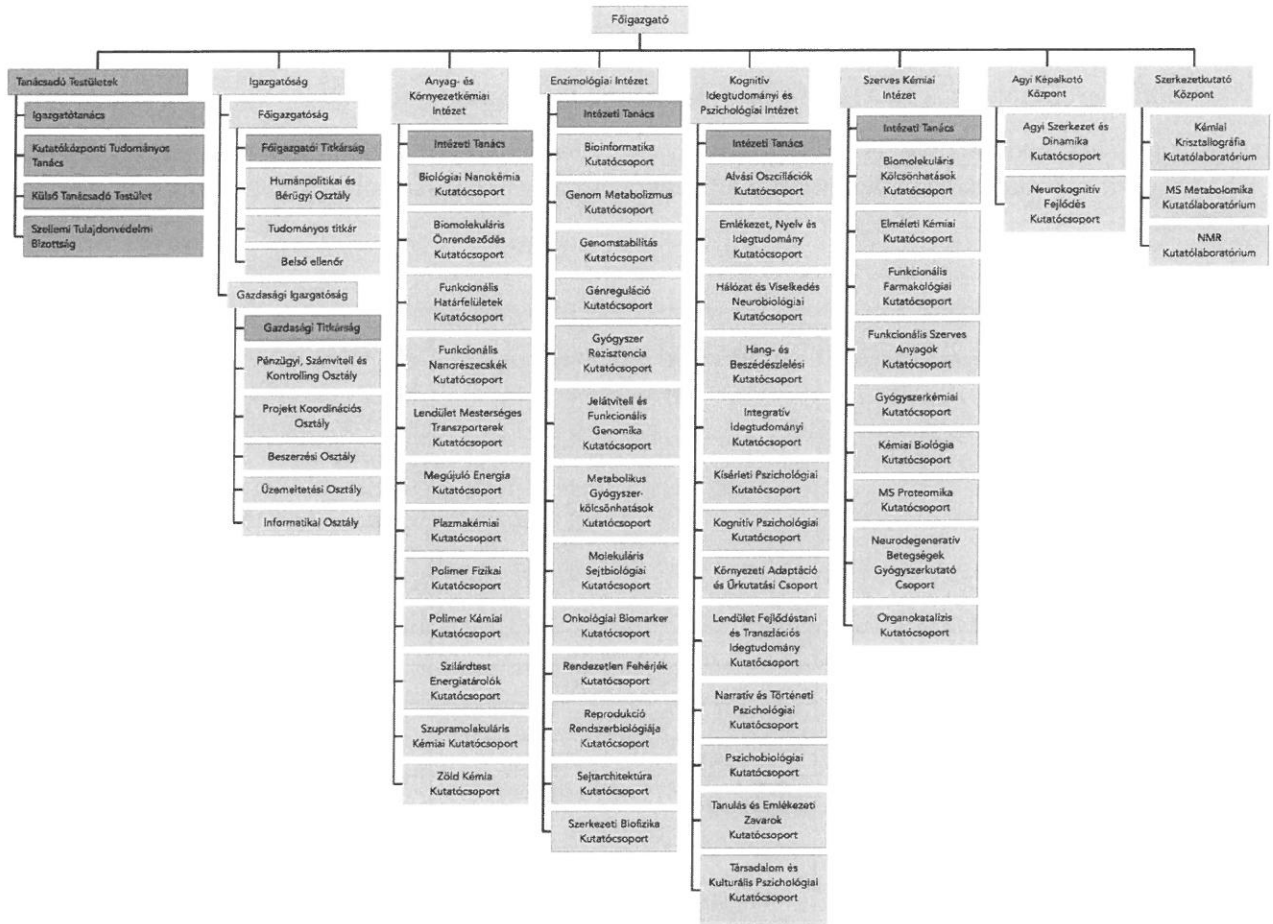 Főigazgató
Tanácsadó Testületek
Igazgatótanács
Kutatóközponti Tudományos
Tanács
Külső Tanácsadó Testület
Szellemi Tulajdonvédelmi
Bizottság
Igazgatóság
Főigazgatóság
Főigazgatói Titkárság
Humánpolitikai és
Bérügyi Osztály
Tudományos titkár
Belső ellenőr
Gazdasági Igazgatóság
Gazdasági Titkárság
Pénzügyi, Számviteli és
Kontrolling Osztály
Projekt Koordinációs
Osztály
Beszerzési Osztály
Üzemeltetési Osztály
Informatikai Osztály
Anyag- és
Környezetkémiai
Intézet
Intézeti Tanács
Biológiai Nanokémia
Kutatócsoport
Biomolekuláris
Önrendeződés
Kutatócsoport
Funkcionális
Határfelületek
Kutatócsoport
Funkcionális
Nanorészecskék
Kutatócsoport
Lendület Mesterséges
Transzporterek
Kutatócsoport
Megújuló Energia
Kutatócsoport
Plazmakémiai
Kutatócsoport
Polimer Fizikai
Kutatócsoport
Polimer Kémiai
Kutatócsoport
Szilárdtest
Energiatárolók
Kutatócsoport
Szupramolekuláris
Kémiai Kutatócsoport
Zöld Kémia
Kutatócsoport
Enzimológiai Intézet
Intézeti Tanács
Bioinformatika
Kutatócsoport
Genom Metabolizmus
Kutatócsoport
Genomstabilitás
Kutatócsoport
Génreguláció
Kutatócsoport
Gyógyszer
Rezisztencia
Kutatócsoport
Jelátviteli és
Funkcionális
Genomika
Kutatócsoport
Metabolikus
Gyógyszer-
kölcsönhatások
Kutatócsoport
Molekuláris
Sejtbiológiai
Kutatócsoport
Onkológiai Biomarker
Kutatócsoport
Rendezetlen Fehérjék
Kutatócsoport
Reprodukció
Rendszerbiológiája
Kutatócsoport
Sejtarchitektúra
Kutatócsoport
Szerkezeti Biofizika
Kutatócsoport
Kognitív
Idegtudományi és
Pszichológiai Intézet
Intézeti Tanács
Alvási Oszcillációk
Kutatócsoport
Emlékezet, Nyelv és
Idegtudomány
Kutatócsoport
Hálózat és Viselkedés
Neurobiológiai
Kutatócsoport
Hang- és
Beszédészlelési
Kutatócsoport
Integratív
Idegtudományi
Kutatócsoport
Kísérleti Pszichológiai
Kutatócsoport
Kognitív Pszichológiai
Kutatócsoport
Környezeti Adaptáció
és Űrkutatási Csoport
Lendület Fejlődéstani
és Transzlációs
Idegtudomány
Kutatócsoport
Narratív és Történeti
Pszichológiai
Kutatócsoport
Pszichobiológiai
Kutatócsoport
Tanulás és Emlékezeti
Zavarok
Kutatócsoport
Társadalom és
Kulturális Pszichológiai
Kutatócsoport
Szerves Kémiai
Intézet
Intézeti Tanács
Biomolekuláris
Kölcsönhatások
Kutatócsoport
Elméleti Kémiai
Kutatócsoport
Funkcionális
Farmakológiai
Kutatócsoport
Funkcionális Szerves
Anyagok
Kutatócsoport
Gyógyszerkémiai
Kutatócsoport
Kémiai Biológia
Kutatócsoport
MS Proteomika
Kutatócsoport
Neurodegeneratív
Betegségek
Gyógyszerkutató
Csoport
Organokatalízis
Kutatócsoport
Agyi Képalkotó
Központ
Agyi Szerkezet és
Dinamika
Kutatócsoport
Neurokognitív
Fejlődés
Kutatócsoport
Szerkezetkutató
Központ
Kémiai
Krisztallográfia
Kutatólaboratórium
MS Metabolomika
Kutatólaboratórium
NMR
Kutatólaboratórium